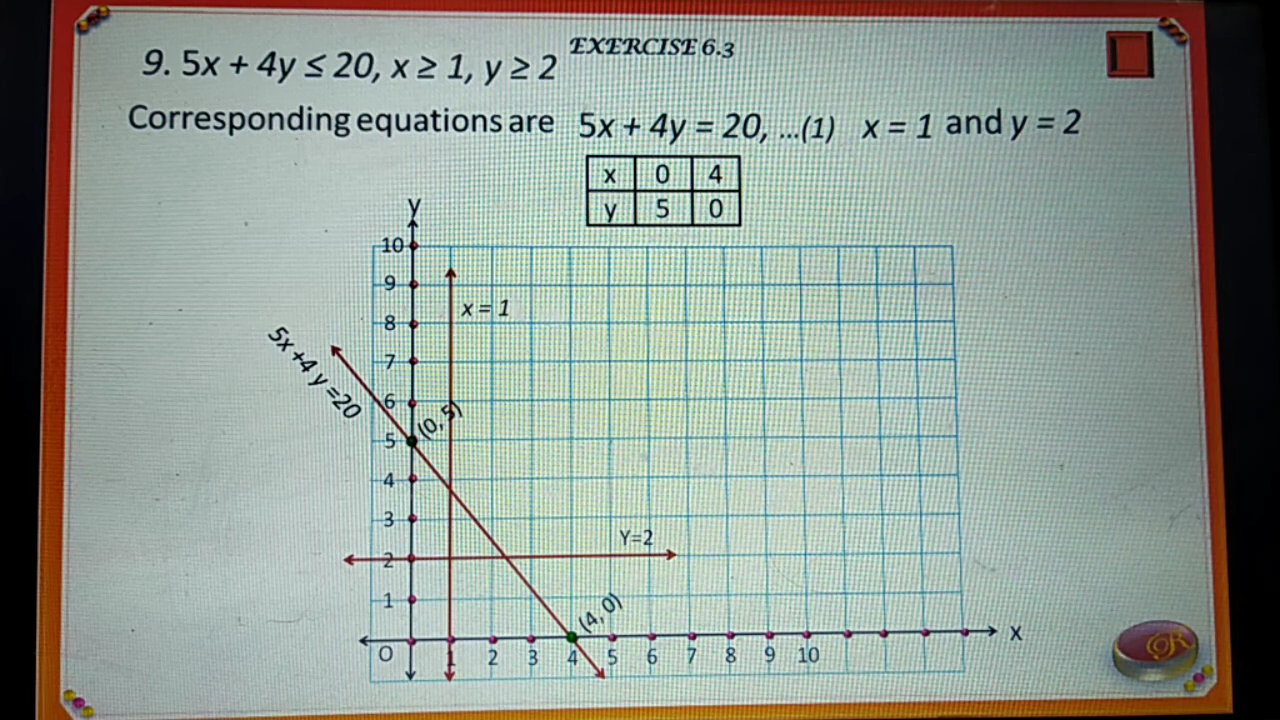 EXERCISE 6.3
9. 5x + 4y ≤ 20, x ≥ 1, y ≥ 2
Corresponding equations are 5x + 4y = 20, ...(1) x = 1 and y = 2
x 0 4
y 5 0
y
10
9
x = 1
8
5x +4 y =20
7
6
(0, 5)
5
4
3
Y=2
2
1
(4, 0)
X
O 1 2 3 4 5 6 7 8 9 10